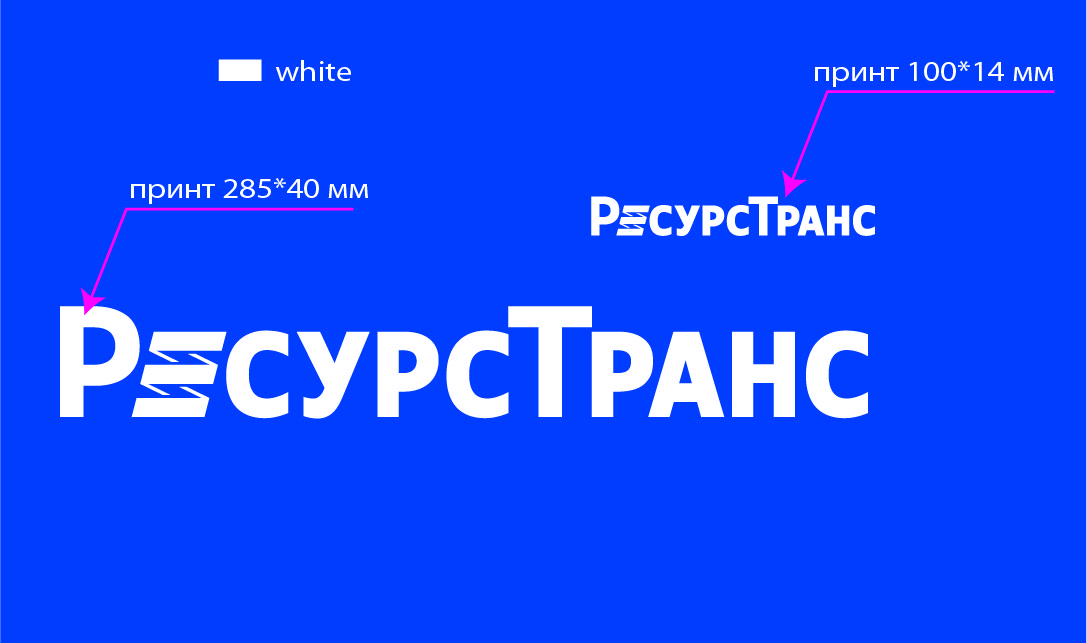 white
принт 100*14 мм
принт 285*40 мм
РЕСУРСТРАНС
РЕСУРСТРАНС